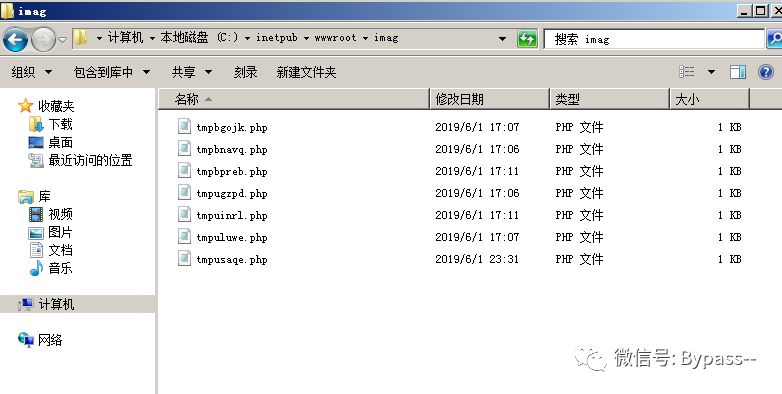 imag
计算机 本地磁盘 (C:) inetpub wwwroot imag
搜索 imag
组织 包含到库中 共享 刻录 新建文件夹
收藏夹
下载
桌面
最近访问的位置
库
视频
图片
文档
音乐
计算机
网络
名称 修改日期 类型 大小
tmpbgojk.php 2019/6/1 17:07 PHP 文件 1 KB
tmpbnavq.php 2019/6/1 17:06 PHP 文件 1 KB
tmpbpreb.php 2019/6/1 17:11 PHP 文件 1 KB
tmpugzpd.php 2019/6/1 17:06 PHP 文件 1 KB
tmpuinrl.php 2019/6/1 17:11 PHP 文件 1 KB
tmpuluwe.php 2019/6/1 17:07 PHP 文件 1 KB
tmpusaqe.php 2019/6/1 23:31 PHP 文件 1 KB
微信号: Bypass--